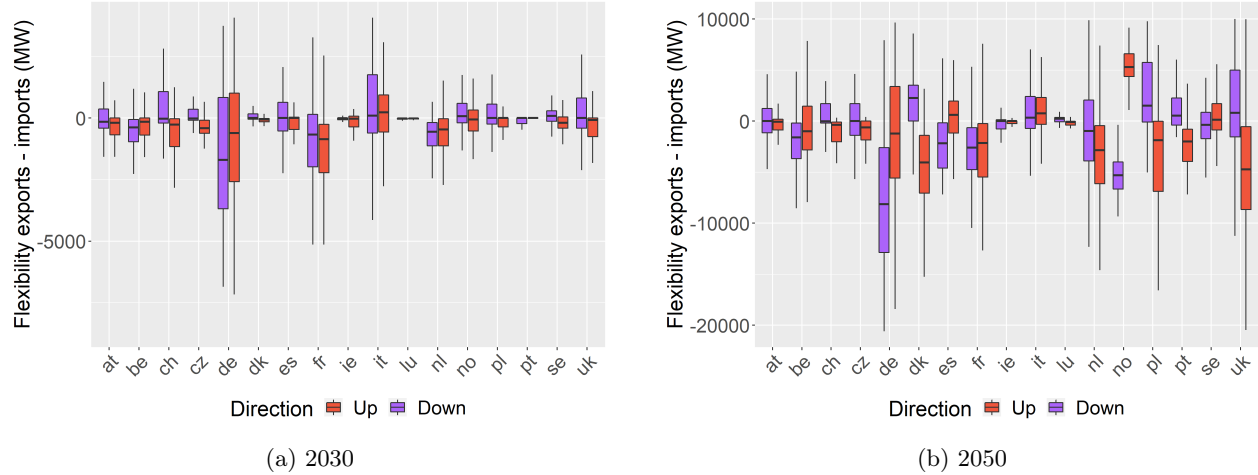 Flexibility exports - imports (MW)
0
-5000
at be ch cz de dk es fr ie it lu nl no pl pt se uk
Direction Up Down
(a) 2030
Flexibility exports - imports (MW)
10000
0
-10000
-20000
at be ch cz de dk es fr ie it lu nl no pl pt se uk
Direction Up Down
(b) 2050